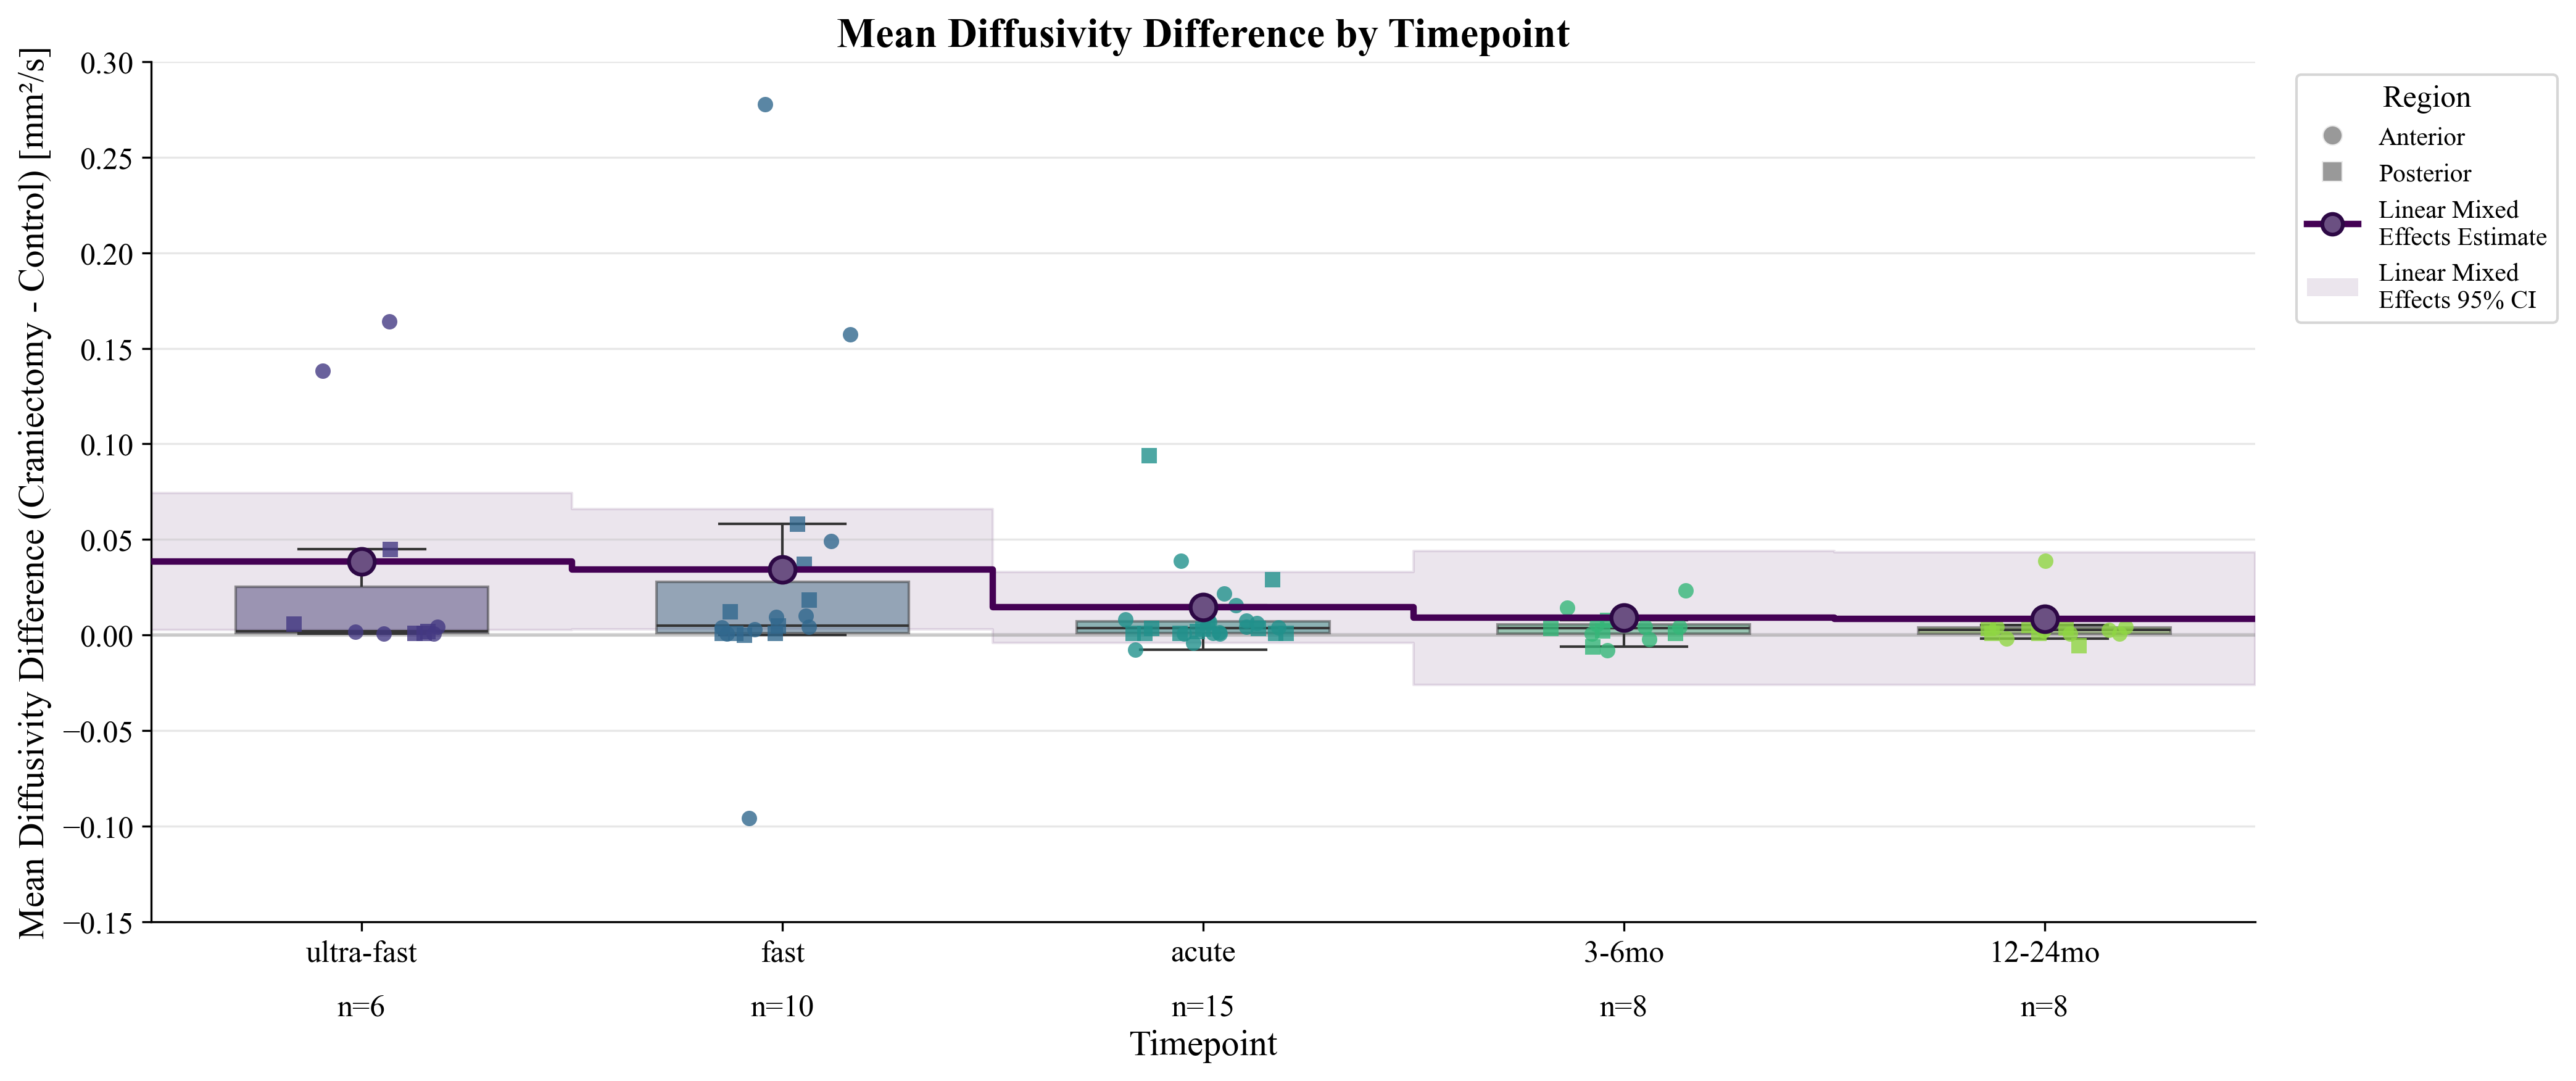 Mean Diffusivity Difference by Timepoint
Mean Diffusivity Difference (Craniectomy - Control) [mm²/s]
0.30
0.25
0.20
0.15
0.10
0.05
0.00
−0.05
−0.10
−0.15
ultra-fast
fast
acute
3-6mo
12-24mo
n=6
n=10
n=15
n=8
n=8
Timepoint
Region
Anterior
Posterior
Linear Mixed
Effects Estimate
Linear Mixed
Effects 95% CI